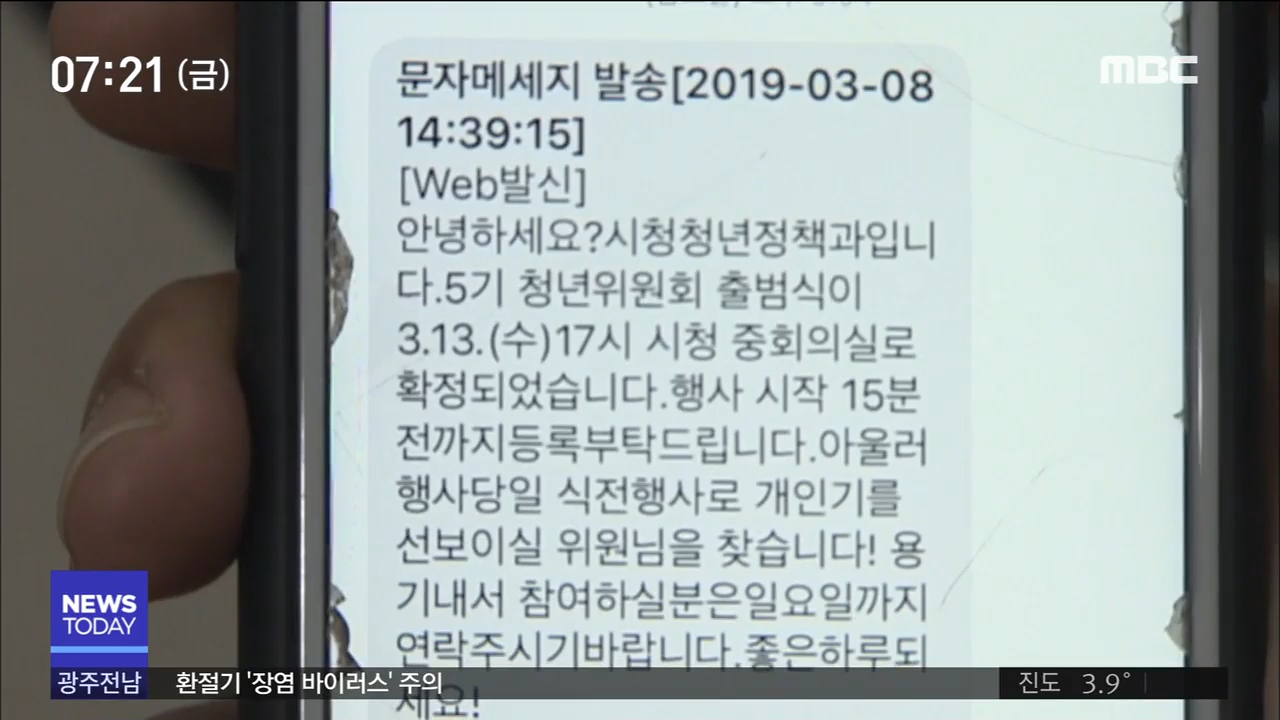 07:21 (금)
MBC
문자메세지 발송[2019-03-08
14:39:15]
[Web발신]
안녕하세요?시청청년정책과입니
다.5기 청년위원회 출범식이
3.13.(수)17시 시청 중회의실로
확정되었습니다.행사 시작 15분
전까지등록부탁드립니다.아울러
행사당일 식전행사로 개인기를
선보이실 위원님을 찾습니다! 용
기내서 참여하실분은일요일까지
연락주시기바랍니다.좋은하루되
세요!
NEWS
TODAY
광주전남 환절기 '장염 바이러스' 주의 진도 3.9°